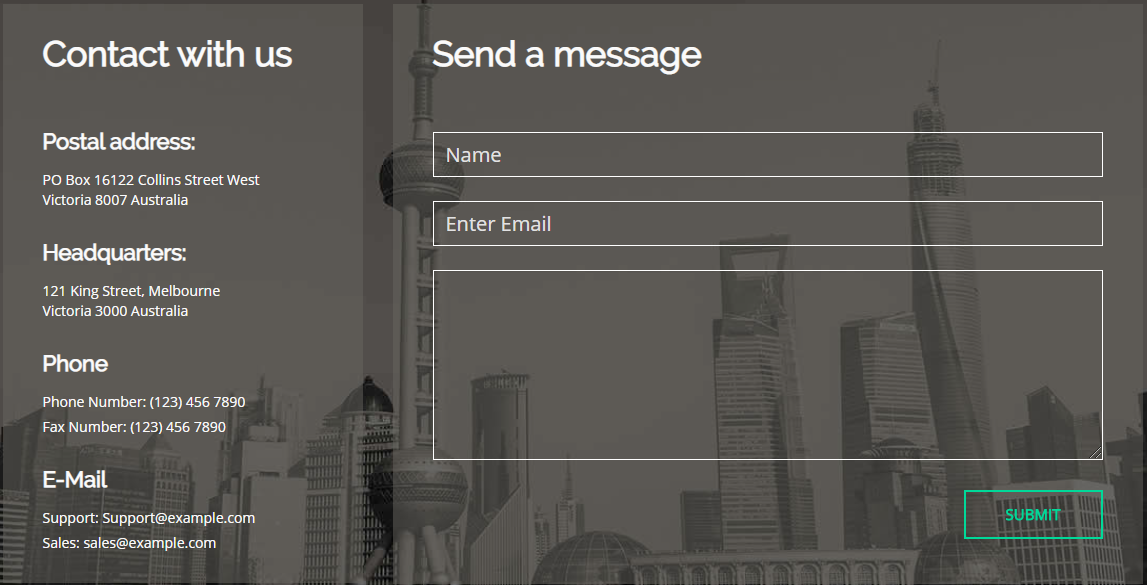 Contact with us
Postal address:
PO Box 16122 Collins Street West
Victoria 8007 Australia
Headquarters:
121 King Street, Melbourne
Victoria 3000 Australia
Phone
Phone Number: (123) 456 7890
Fax Number: (123) 456 7890
E-Mail
Support: Support@example.com
Sales: sales@example.com
Send a message
Name
Enter Email
SUBMIT